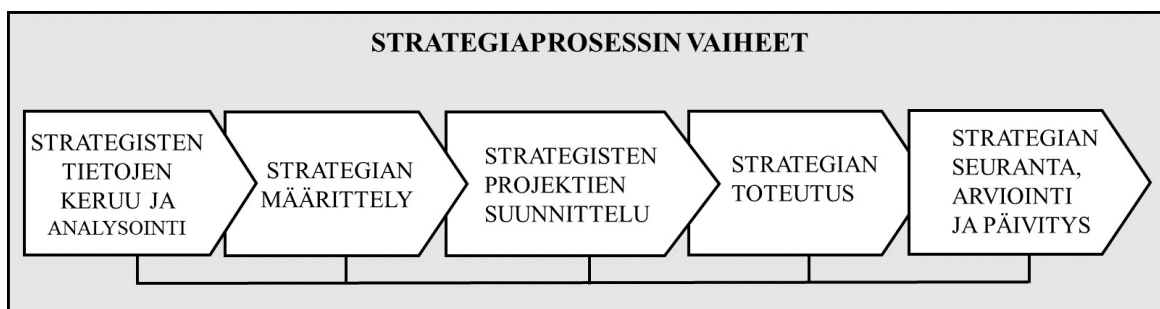 STRATEGIAPROSESSIN VAIHEET
STRATEGISTEN
TIETOJEN
KERUU JA
ANALYSOINTI
STRATEGIAN
MÄÄRITTELY
STRATEGISTEN
PROJEKTIEN
SUUNNITTELU
STRATEGIAN
TOTEUTUS
STRATEGIAN
SEURANTA,
ARVIOINTI
JA PÄIVITYS